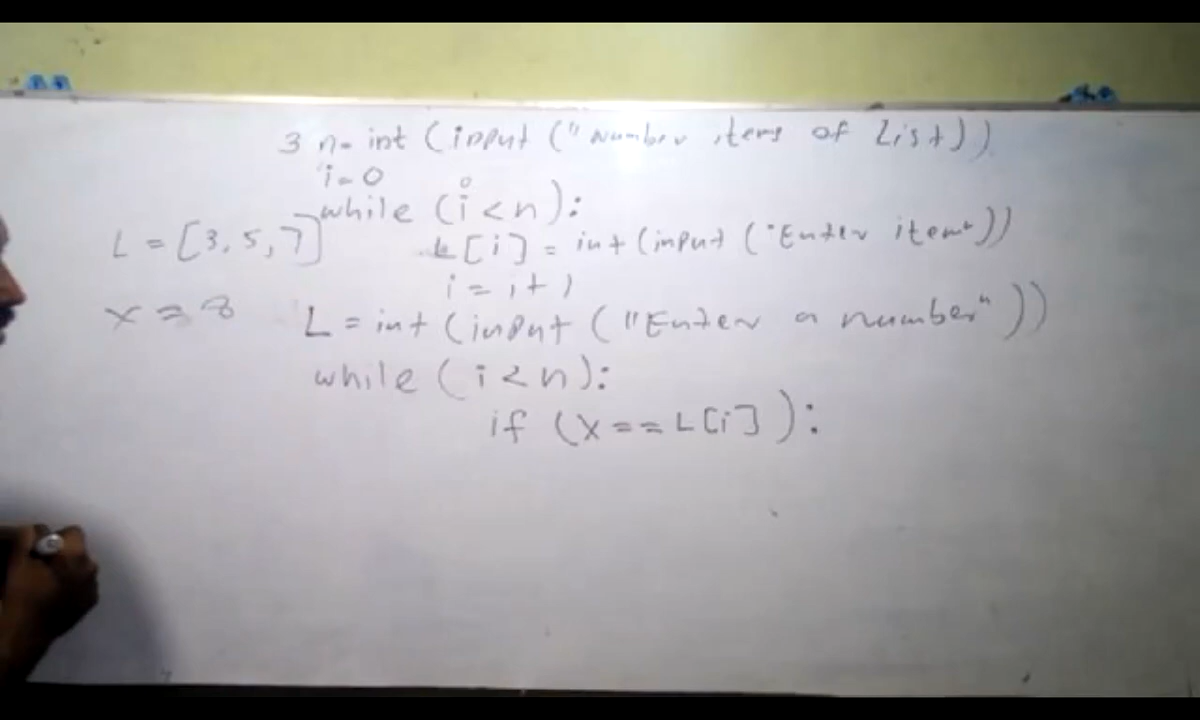 3 n= int (input ("Number items of List))
i=0
0
while (i<n):
L = [3, 5, 7]
L[i] = int (input ("Enter item"))
i = i+1
x = 8
L = int (input ("Enter a number"))
while (i<n):
if (x==L[i]):